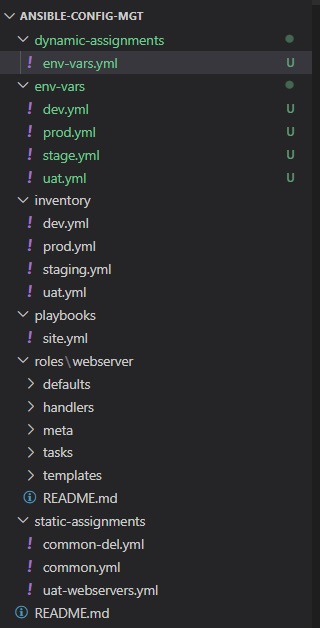 ANSIBLE-CONFIG-MGT
dynamic-assignments
! env-vars.yml U
env-vars
! dev.yml U
! prod.yml U
! stage.yml U
! uat.yml U
inventory
! dev.yml
! prod.yml
! staging.yml
! uat.yml
playbooks
! site.yml
roles\webserver
defaults
handlers
meta
tasks
templates
README.md
static-assignments
! common-del.yml
! common.yml
! uat-webservers.yml
README.md